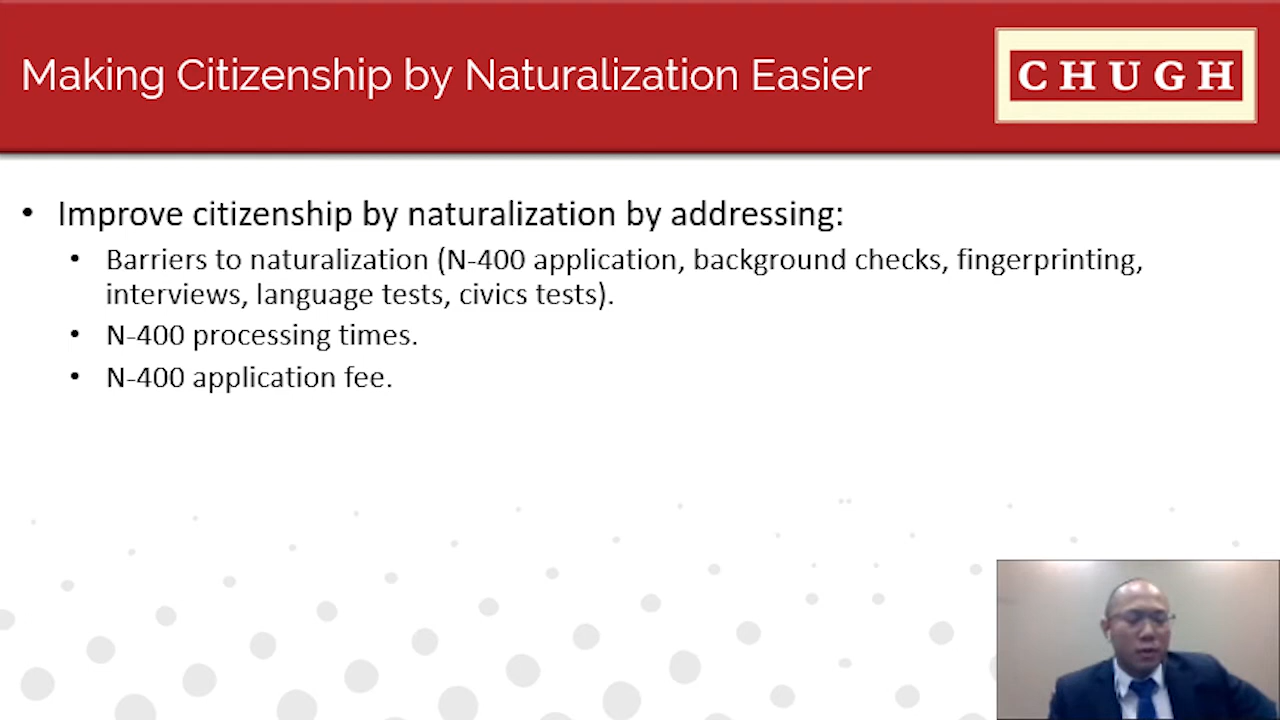 Making Citizenship by Naturalization Easier
CHUGH
• Improve citizenship by naturalization by addressing:
• Barriers to naturalization (N-400 application, background checks, fingerprinting,
interviews, language tests, civics tests).
• N-400 processing times.
• N-400 application fee.